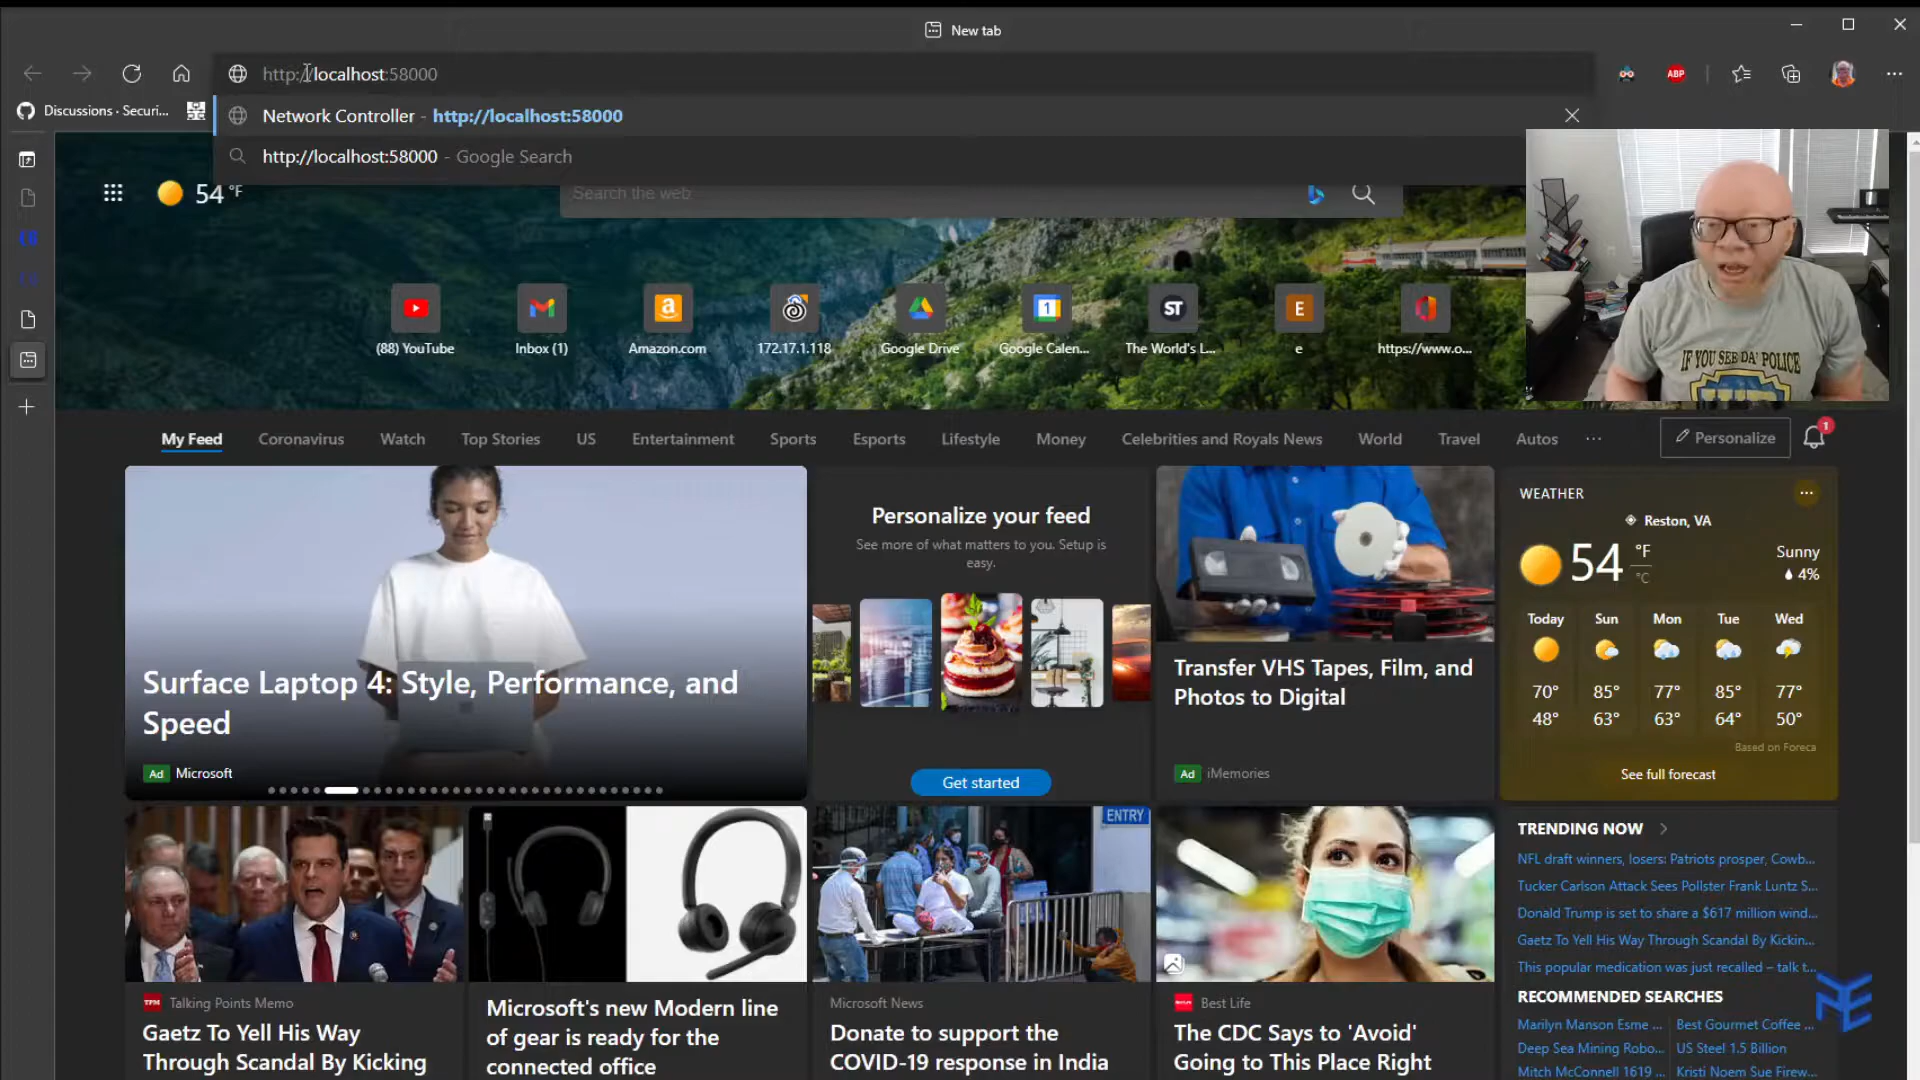 New tab
http://localhost:58000
ABP
Discussions · Securi...
Network Controller - http://localhost:58000
http://localhost:58000 - Google Search
54 °F
Search the web
ST
E
(88) YouTube
Inbox (1)
Amazon.com
172.17.1.118
Google Drive
Google Calen...
The World's L...
e
https://www.o...
IF YOU SEE DA' POLICE
My Feed
Coronavirus
Watch
Top Stories
US
Entertainment
Sports
Esports
Lifestyle
Money
Celebrities and Royals News
World
Travel
Autos
Personalize
1
Surface Laptop 4: Style, Performance, and
Speed
Ad Microsoft
Personalize your feed
See more of what matters to you. Setup is
easy.
Get started
Transfer VHS Tapes, Film, and
Photos to Digital
Ad iMemories
WEATHER
Reston, VA
54 °F
°C
Sunny
4%
Today Sun Mon Tue Wed
70° 85° 77° 85° 77°
48° 63° 63° 64° 50°
Based on Foreca
See full forecast
ENTRY
TPM Talking Points Memo
Gaetz To Yell His Way
Through Scandal By Kicking
Microsoft's new Modern line
of gear is ready for the
connected office
Microsoft News
Donate to support the
COVID-19 response in India
Best Life
The CDC Says to 'Avoid'
Going to This Place Right
TRENDING NOW
NFL draft winners, losers: Patriots prosper, Cowb...
Tucker Carlson Attack Sees Pollster Frank Luntz S...
Donald Trump is set to share a $617 million wind...
Gaetz To Yell His Way Through Scandal By Kickin...
This popular medication was just recalled – talk t...
RECOMMENDED SEARCHES
Marilyn Manson Esme ... Best Gourmet Coffee ...
Deep Sea Mining Robo... US Steel 1.5 Billion
Mitch McConnell 1619 ... Kristi Noem Sue Firew...